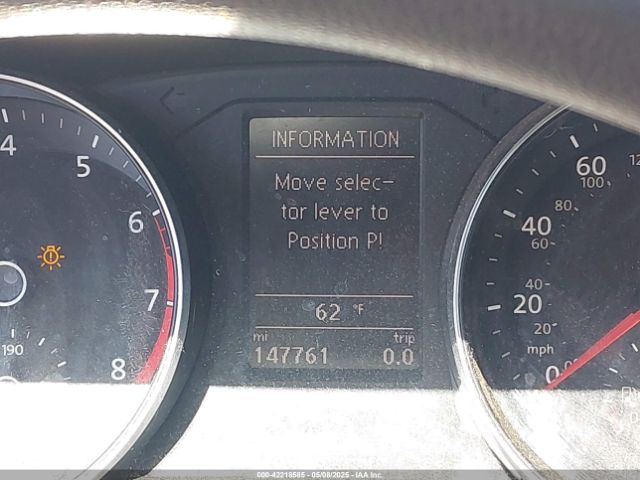 4
5
6
7
8
190
INFORMATION
Move selec-
tor lever to
Position P!
62 °F
mi trip
147761 0.0
60
100
80
40
60
40
20
20
mph
0
000-42218585 - 05/08/2025 - IAA Inc.